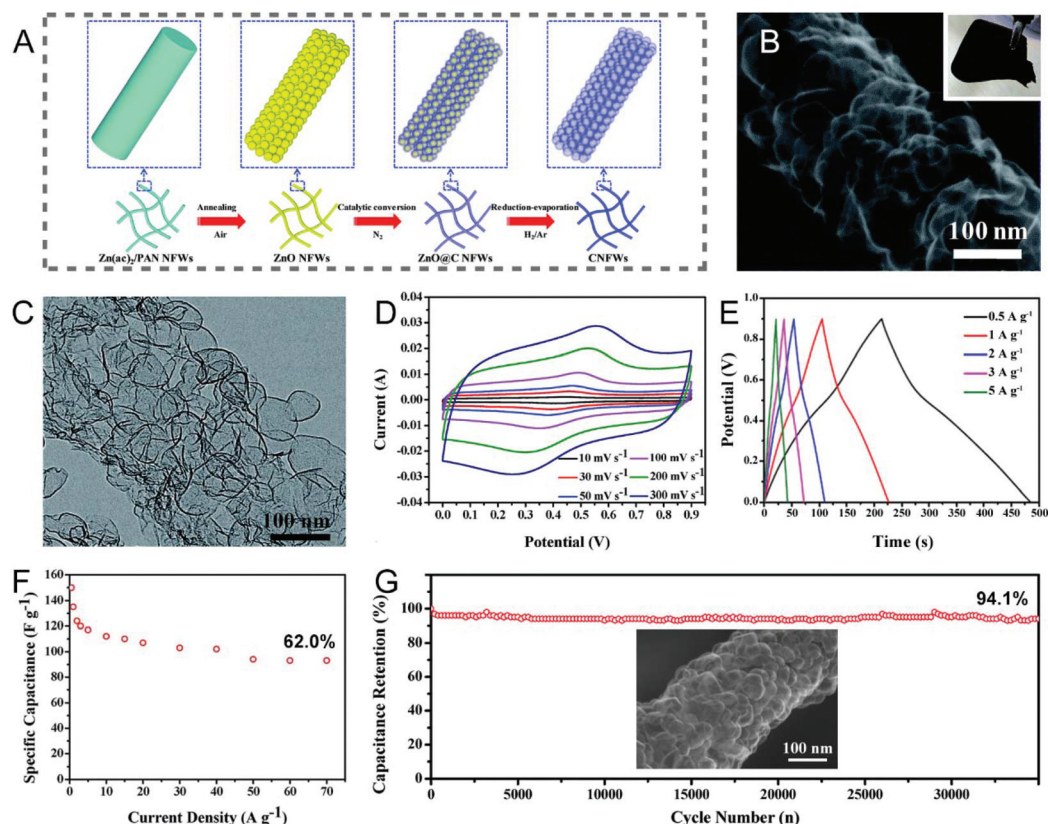 A
Annealing
Air
Catalytic conversion
N₂
Reduction-evaporation
H₂/Ar
Zn(ac)₂/PAN NFWs
ZnO NFWs
ZnO@C NFWs
CNFWs
B
100 nm
C
100 nm
D
Current (A)
0.04
0.03
0.02
0.01
0.00
-0.01
-0.02
-0.03
-0.04
10 mV s⁻¹
100 mV s⁻¹
30 mV s⁻¹
200 mV s⁻¹
50 mV s⁻¹
300 mV s⁻¹
0.0 0.1 0.2 0.3 0.4 0.5 0.6 0.7 0.8 0.9
Potential (V)
E
Potential (V)
1.0
0.8
0.6
0.4
0.2
0.0
0.5 A g⁻¹
1 A g⁻¹
2 A g⁻¹
3 A g⁻¹
5 A g⁻¹
0 50 100 150 200 250 300 350 400 450 500
Time (s)
F
Specific Capacitance (F g⁻¹)
160
140
120
100
80
60
40
20
0
62.0%
0 10 20 30 40 50 60 70
Current Density (A g⁻¹)
G
Capacitance Retention (%)
120
100
80
60
40
20
0
94.1%
100 nm
0 5000 10000 15000 20000 25000 30000
Cycle Number (n)